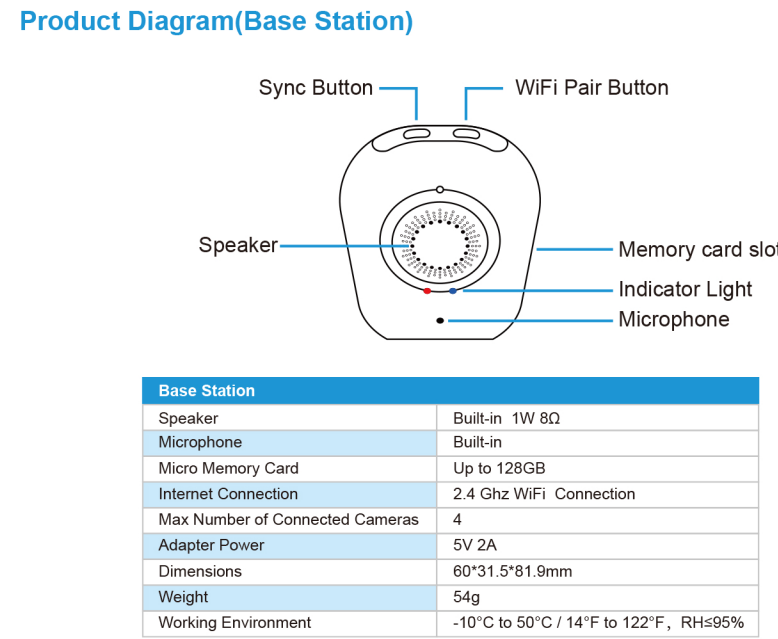 Product Diagram(Base Station)
Sync Button
WiFi Pair Button
Speaker
Memory card slot
Indicator Light
Microphone
Base Station
Speaker Built-in 1W 8Ω
Microphone Built-in
Micro Memory Card Up to 128GB
Internet Connection 2.4 Ghz WiFi Connection
Max Number of Connected Cameras 4
Adapter Power 5V 2A
Dimensions 60*31.5*81.9mm
Weight 54g
Working Environment -10°C to 50°C / 14°F to 122°F, RH≤95%